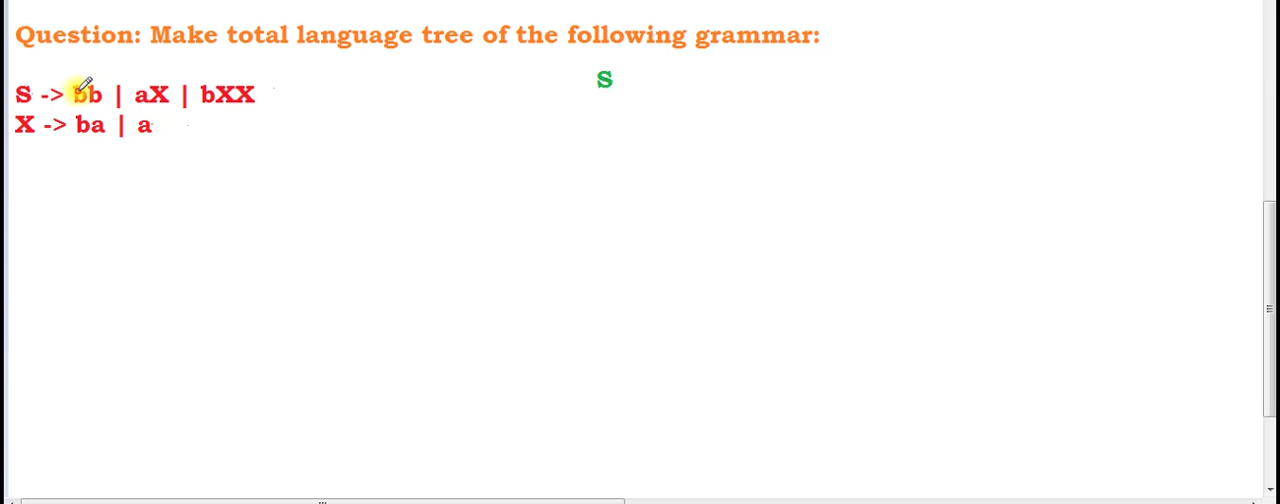 Question: Make total language tree of the following grammar:
S
S -> bb | aX | bXX
X -> ba | a